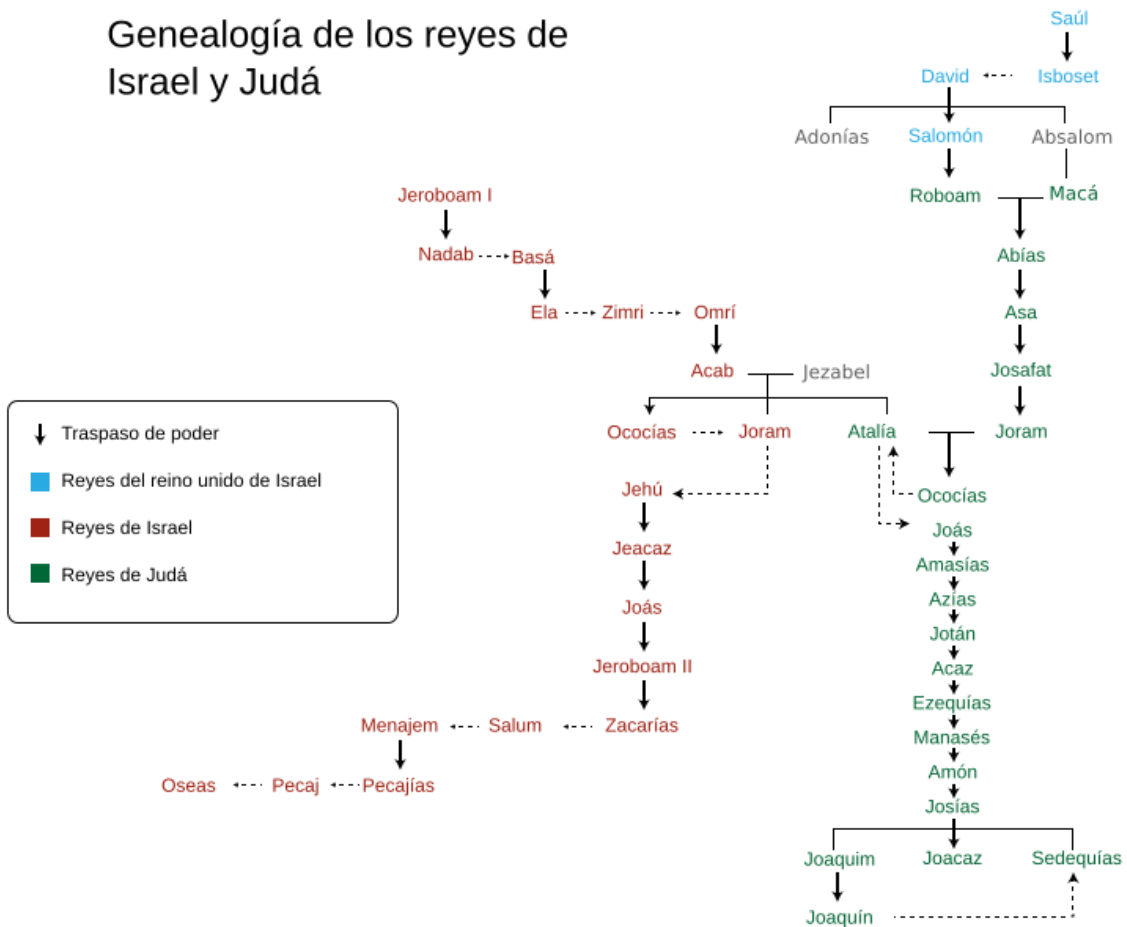 Genealogía de los reyes de
Israel y Judá
Saúl
David
Isboset
Adonías
Salomón
Absalom
Jeroboam I
Roboam
Macá
Nadab
Basá
Abías
Ela
Zimri
Omrí
Asa
Acab
Jezabel
Josafat
Ococías
Joram
Atalía
Joram
Traspaso de poder
Reyes del reino unido de Israel
Reyes de Israel
Reyes de Judá
Jehú
Ococías
Joás
Jeacaz
Amasías
Azías
Joás
Jotán
Jeroboam II
Acaz
Ezequías
Menajem
Salum
Zacarías
Manasés
Amón
Oseas
Pecaj
Pecajías
Josías
Joaquim
Joacaz
Sedequías
Joaquín